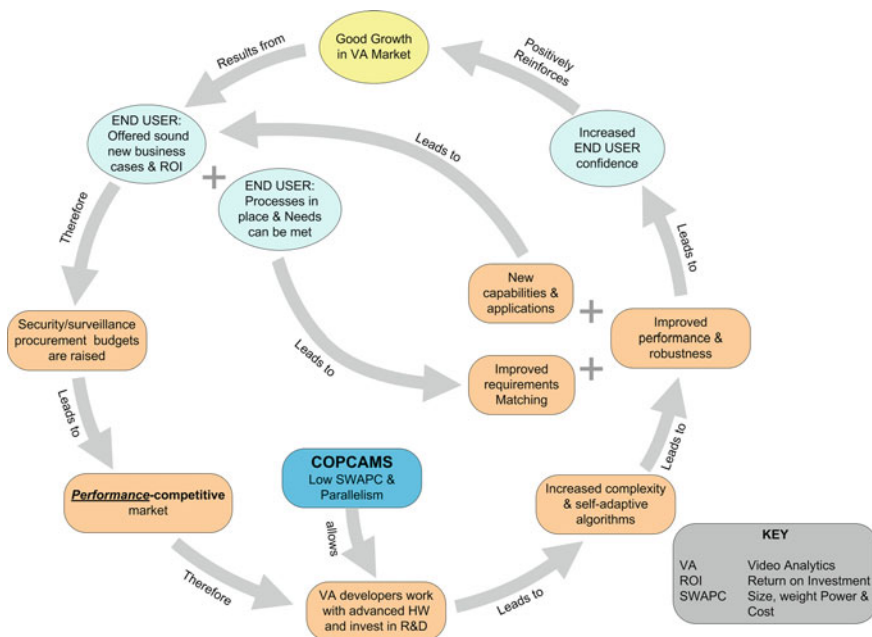 Good Growth
in VA Market
Results from
Positively
Reinforces
END USER:
Offered sound
new business
cases & ROI
+
END USER:
Processes in
place & Needs
can be met
Leads to
Increased
END USER
confidence
Therefore
Leads to
New
capabilities &
applications
+
Security/surveillance
procurement budgets
are raised
Improved
performance &
robustness
Leads to
Improved
requirements
Matching
+
Leads to
COPCAMS
Low SWAPC &
Parallelism
Leads to
Performance-competitive
market
Increased complexity
& self-adaptive
algorithms
allows
Therefore
VA developers work
with advanced HW
and invest in R&D
Leads to
KEY
VA Video Analytics
ROI Return on Investment
SWAPC Size, weight Power &
Cost